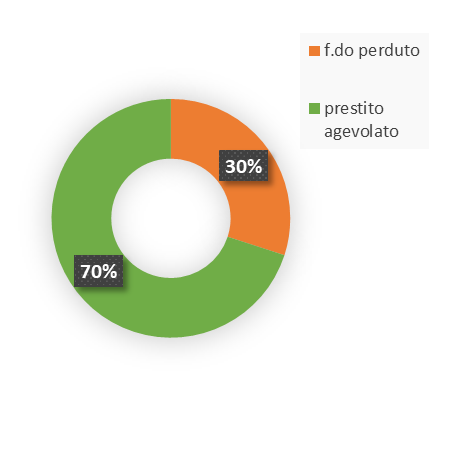 f.do perduto
prestito
agevolato
30%
70%